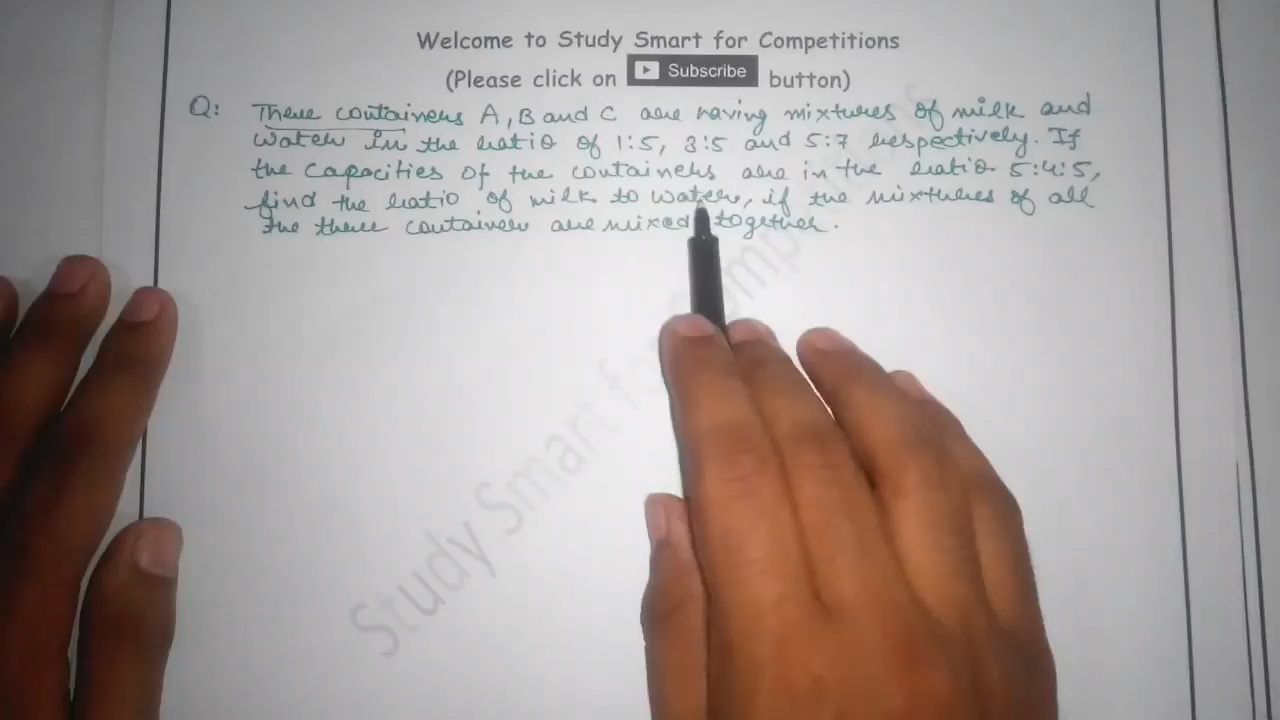 Welcome to Study Smart for Competitions
(Please click on Subscribe button)
Q: Three containers A, B and C are having mixtures of milk and
water in the ratio of 1:5, 3:5 and 5:7 respectively. If
the capacities of the containers are in the ratio 5:4:5,
find the ratio of milk to water, if the mixtures of all
the three containers are mixed together.
Study Smart for Competitions